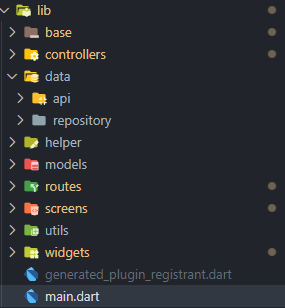 lib
base
controllers
data
api
repository
helper
models
routes
screens
utils
widgets
generated_plugin_registrant.dart
main.dart